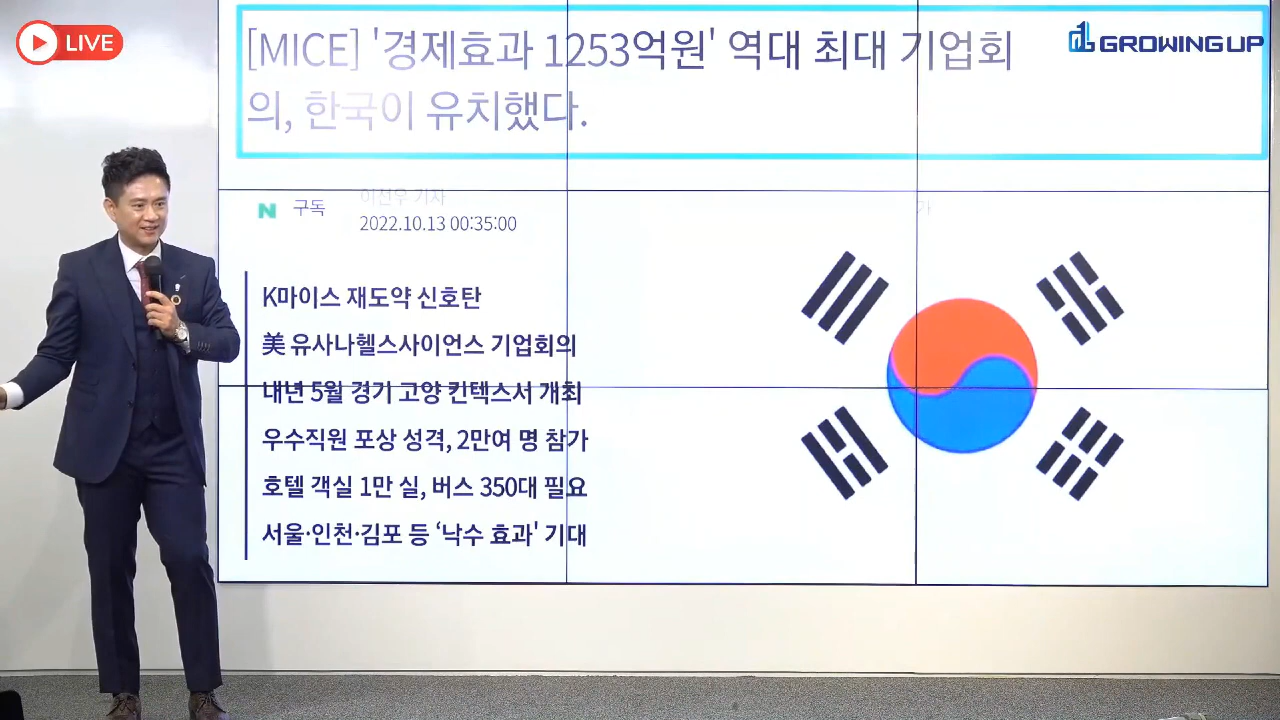 LIVE
GROWING UP
[MICE] '경제효과 1253억원' 역대 최대 기업회
의, 한국이 유치했다.
N 구독
이선우 기자
2022.10.13 00:35:00
가
K마이스 재도약 신호탄
美 유사나헬스사이언스 기업회의
내년 5월 경기 고양 킨텍스서 개최
우수직원 포상 성격, 2만여 명 참가
호텔 객실 1만 실, 버스 350대 필요
서울·인천·김포 등 ‘낙수 효과' 기대